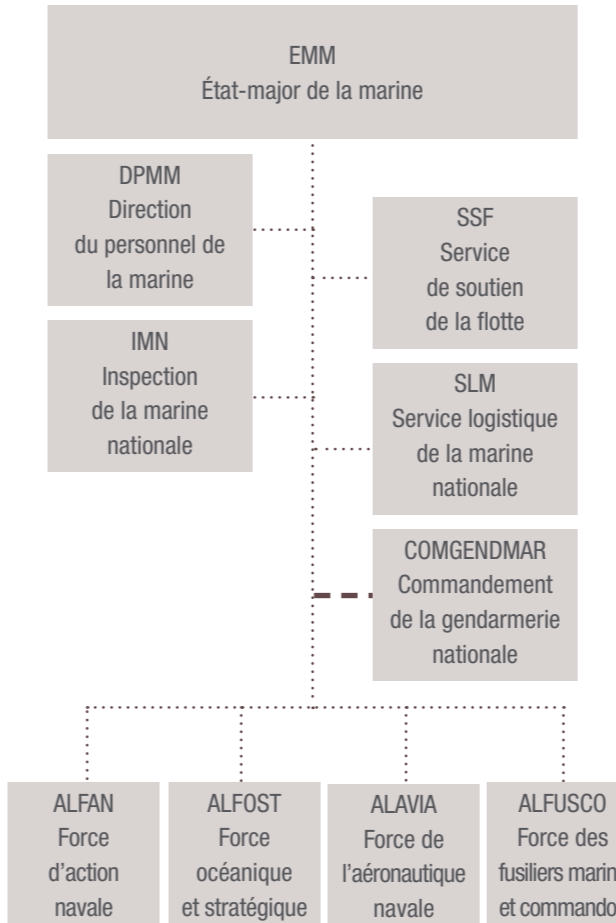 EMM
État-major de la marine
DPMM
Direction
du personnel de
la marine
SSF
Service
de soutien
de la flotte
IMN
Inspection
de la marine
nationale
SLM
Service logistique
de la marine
nationale
COMGENDMAR
Commandement
de la gendarmerie
nationale
ALFAN
Force
d'action
navale
ALFOST
Force
océanique
et stratégique
ALAVIA
Force de
l'aéronautique
navale
ALFUSCO
Force des
fusiliers marin
et commando